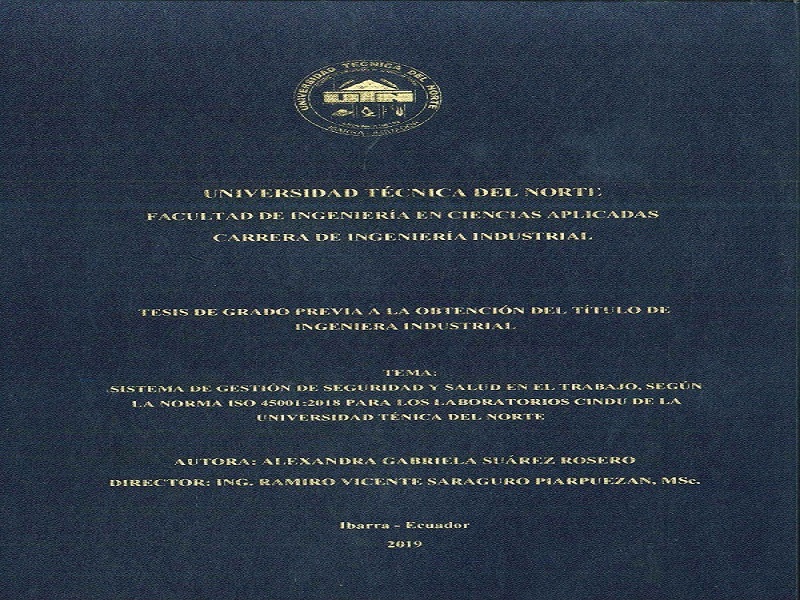 UNIVERSIDAD TÉCNICA DEL NORTE
UTN
IBARRA - ECUADOR
UNIVERSIDAD TÉCNICA DEL NORTE
FACULTAD DE INGENIERÍA EN CIENCIAS APLICADAS
CARRERA DE INGENIERÍA INDUSTRIAL
TESIS DE GRADO PREVIA A LA OBTENCIÓN DEL TÍTULO DE
INGENIERA INDUSTRIAL
TEMA:
SISTEMA DE GESTIÓN DE SEGURIDAD Y SALUD EN EL TRABAJO, SEGÚN
LA NORMA ISO 45001:2018 PARA LOS LABORATORIOS CINDU DE LA
UNIVERSIDAD TÉNICA DEL NORTE
AUTORA: ALEXANDRA GABRIELA SUÁREZ ROSERO
DIRECTOR: ING. RAMIRO VICENTE SARAGURO PIARPUEZAN, MSc.
Ibarra - Ecuador
2019